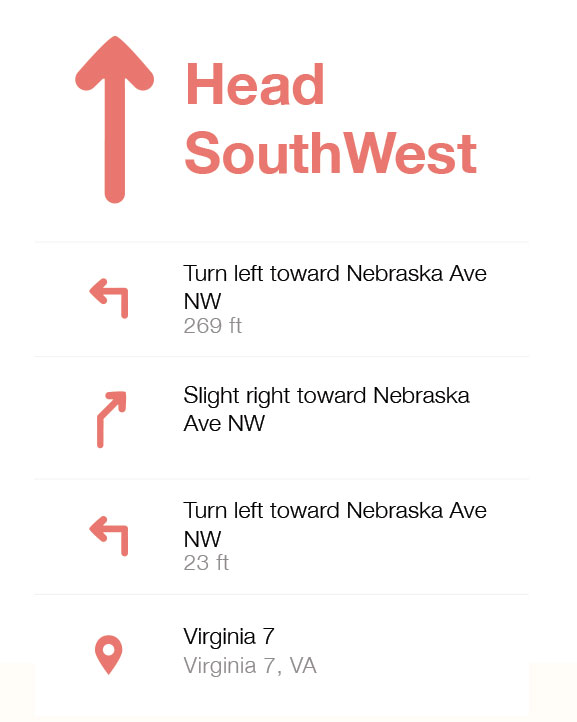 Head
SouthWest
Turn left toward Nebraska Ave
NW
269 ft
Slight right toward Nebraska
Ave NW
Turn left toward Nebraska Ave
NW
23 ft
Virginia 7
Virginia 7, VA